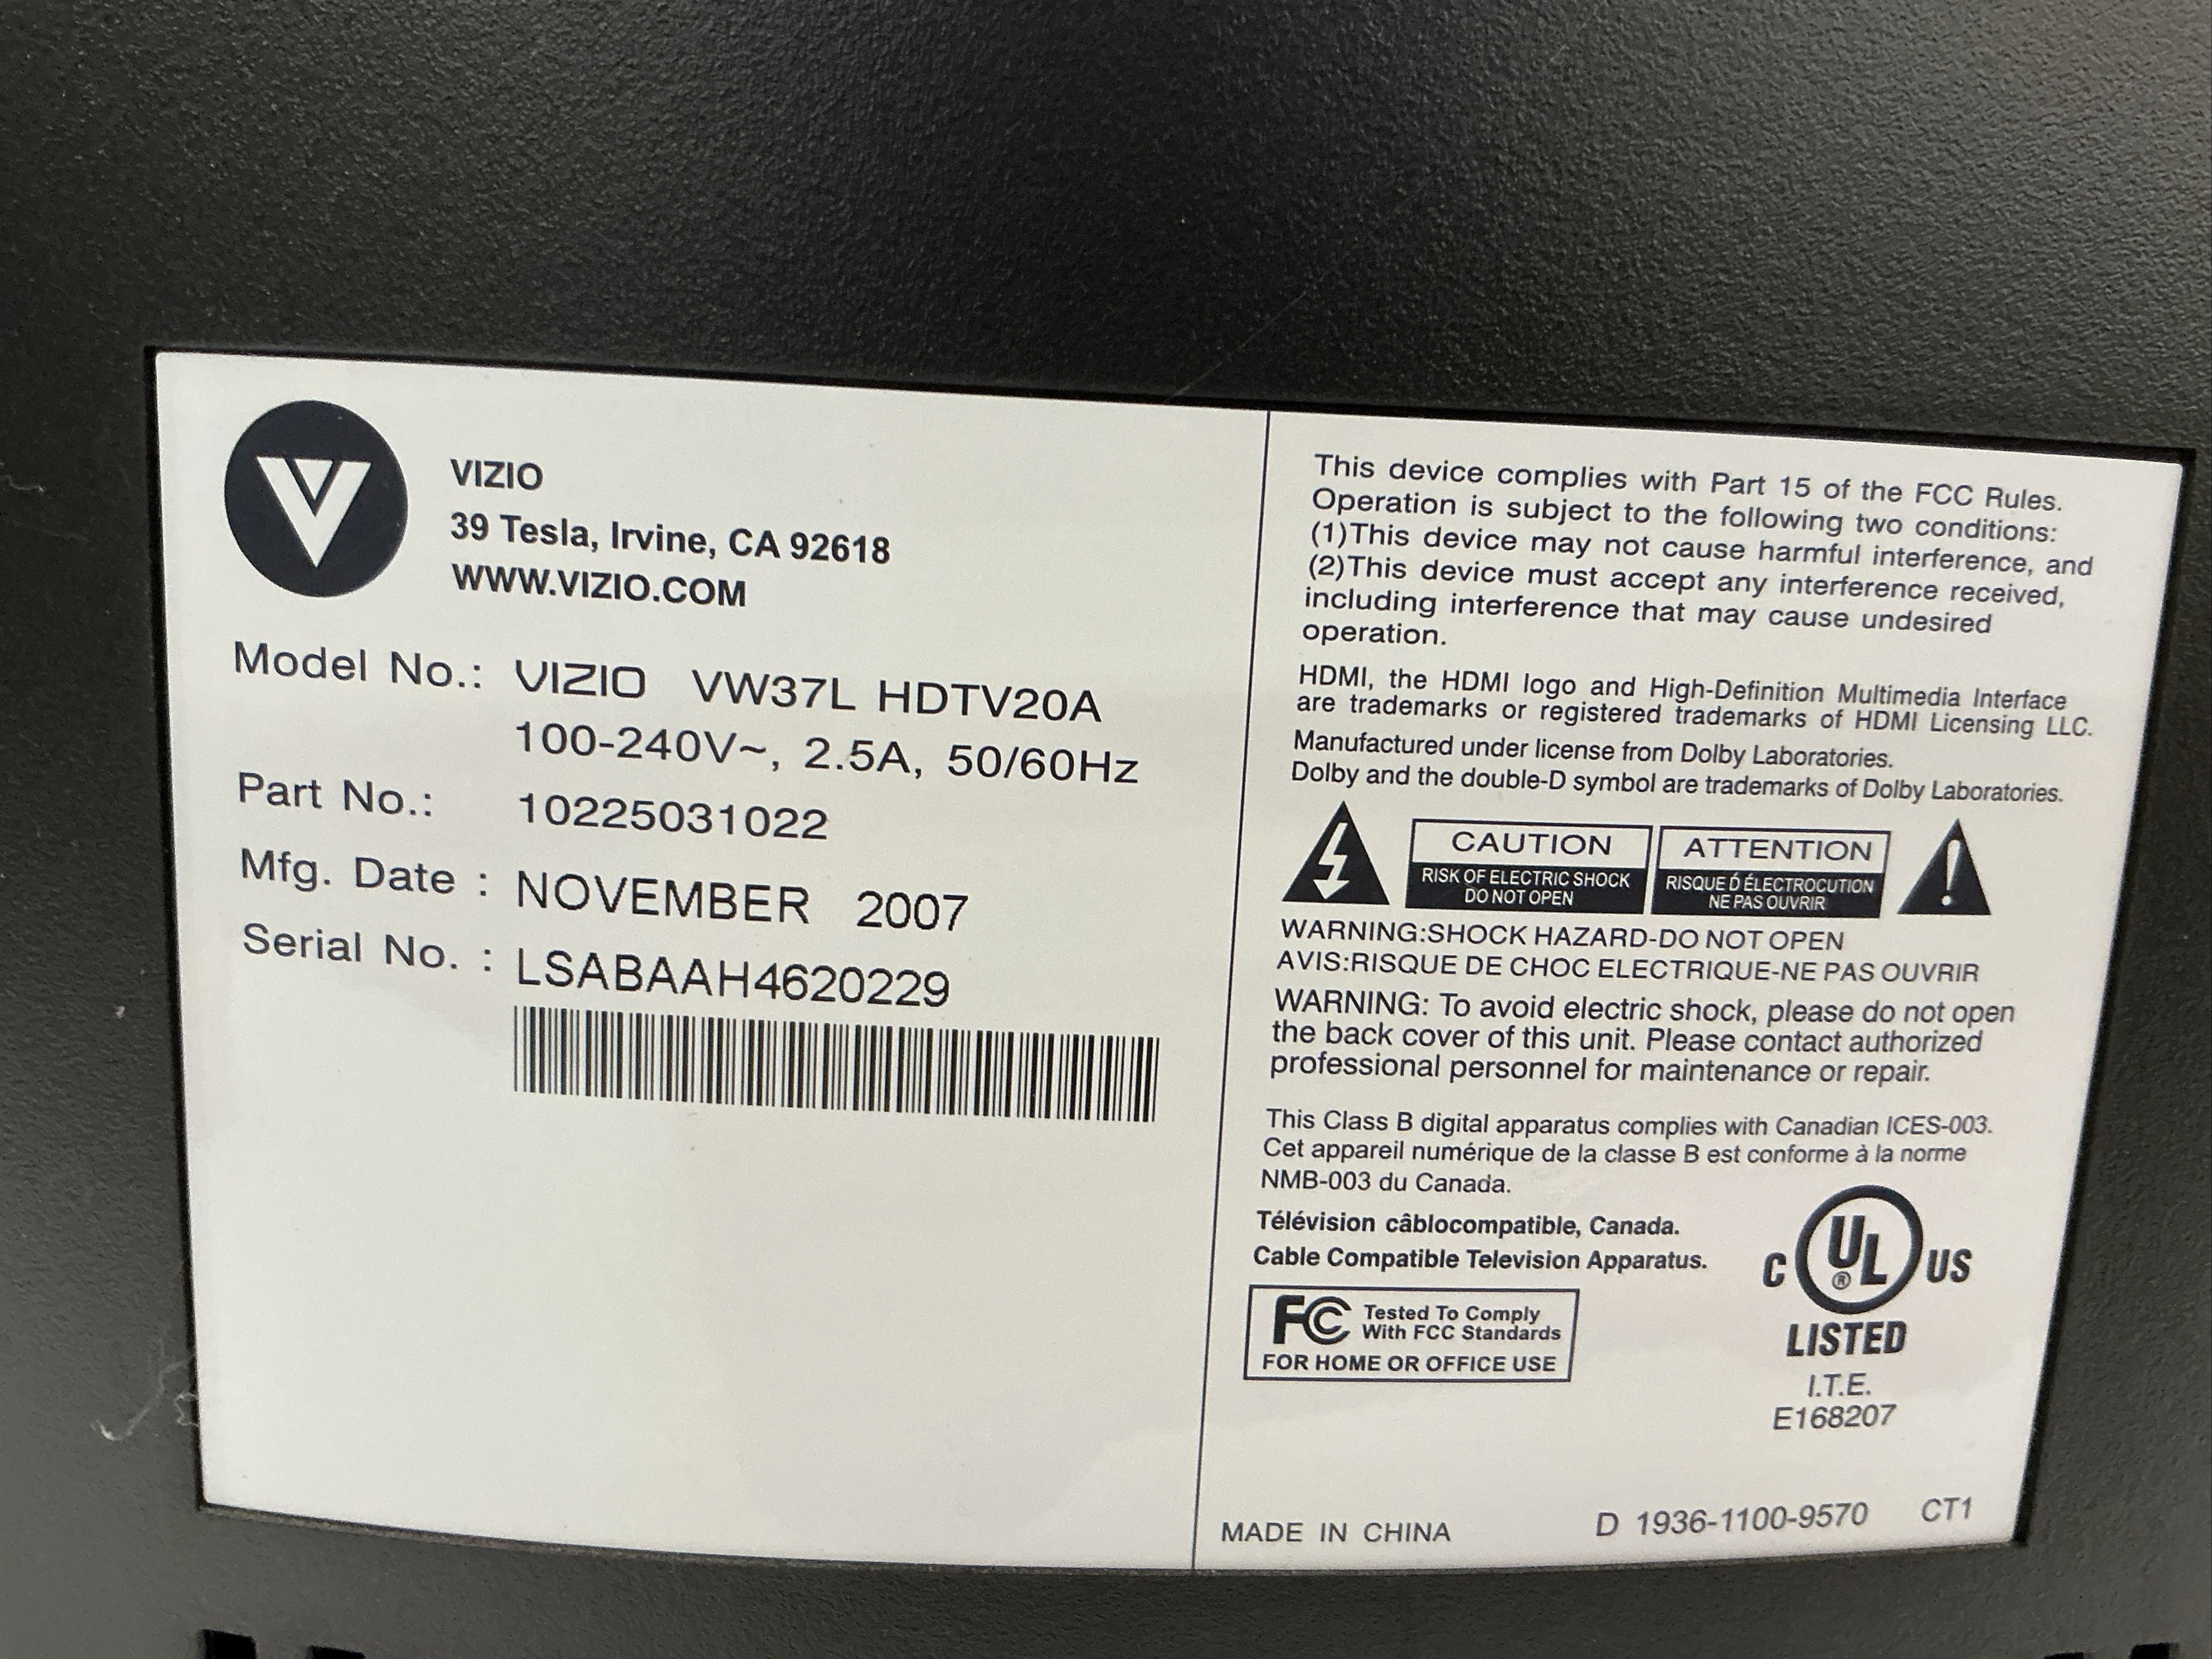 VIZIO
39 Tesla, Irvine, CA 92618
WWW.VIZIO.COM
Model No.: VIZIO VW37L HDTV20A
100-240V~, 2.5A, 50/60Hz
Part No.: 10225031022
Mfg. Date : NOVEMBER 2007
Serial No. : LSABAAH4620229
This device complies with Part 15 of the FCC Rules.
Operation is subject to the following two conditions:
(1)This device may not cause harmful interference, and
(2)This device must accept any interference received,
including interference that may cause undesired
operation.
HDMI, the HDMI logo and High-Definition Multimedia Interface
are trademarks or registered trademarks of HDMI Licensing LLC.
Manufactured under license from Dolby Laboratories.
Dolby and the double-D symbol are trademarks of Dolby Laboratories.
CAUTION
RISK OF ELECTRIC SHOCK
DO NOT OPEN
ATTENTION
RISQUE D́ ÉLECTROCUTION
NE PAS OUVRIR
WARNING:SHOCK HAZARD-DO NOT OPEN
AVIS:RISQUE DE CHOC ELECTRIQUE-NE PAS OUVRIR
WARNING: To avoid electric shock, please do not open
the back cover of this unit. Please contact authorized
professional personnel for maintenance or repair.
This Class B digital apparatus complies with Canadian ICES-003.
Cet appareil numérique de la classe B est conforme à la norme
NMB-003 du Canada.
Télévision câblocompatible, Canada.
Cable Compatible Television Apparatus.
FC Tested To Comply
With FCC Standards
FOR HOME OR OFFICE USE
C UL ® US
LISTED
I.T.E.
E168207
MADE IN CHINA D 1936-1100-9570 CT1